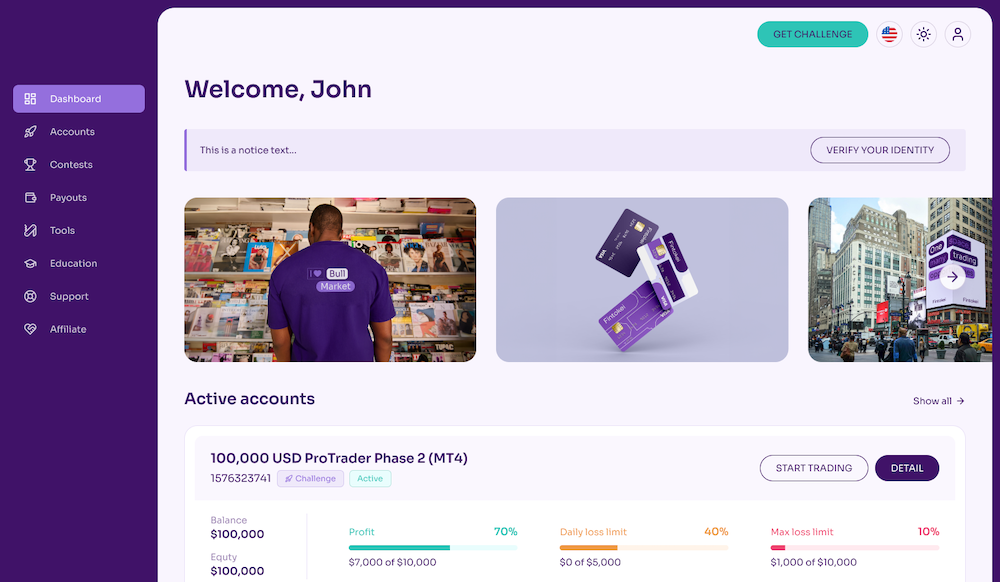 GET CHALLENGE
Dashboard
Accounts
Contests
Payouts
Tools
Education
Support
Affiliate
Welcome, John
This is a notice text...
VERIFY YOUR IDENTITY
I Bull
Market
Fintokei
VISA
VISA
One
many trading
Fintokei Fintokei
Active accounts
Show all
100,000 USD ProTrader Phase 2 (MT4)
1576323741 Challenge Active
START TRADING
DETAIL
Balance
$100,000
Equty
$100,000
Profit 70%
$7,000 of $10,000
Daily loss limit 40%
$0 of $5,000
Max loss limit 10%
$1,000 of $10,000